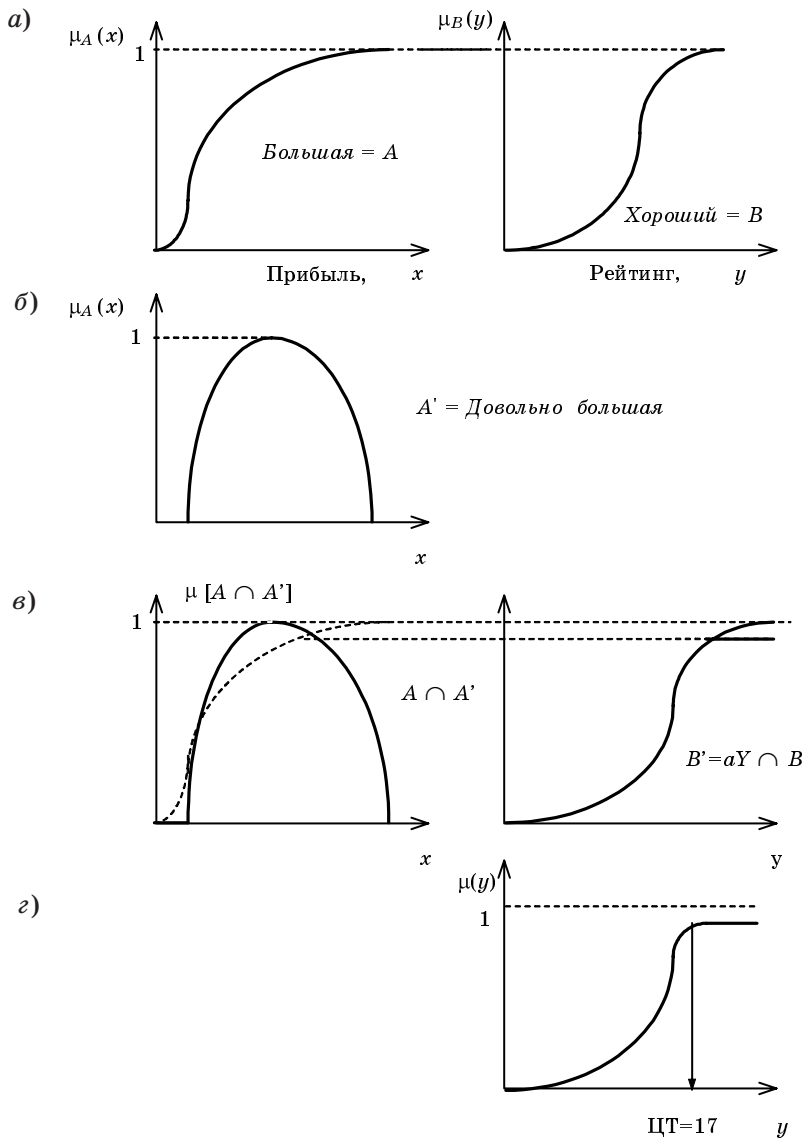 а)
μA (x)
μB (y)
1
Большая = A
Хороший = B
Прибыль, x
Рейтинг, y
б)
μA (x)
1
A' = Довольно большая
x
в)
μ [A ∩ A’]
1
A ∩ A’
B’=aY ∩ B
x
y
г)
μ(y)
1
ЦТ=17 y